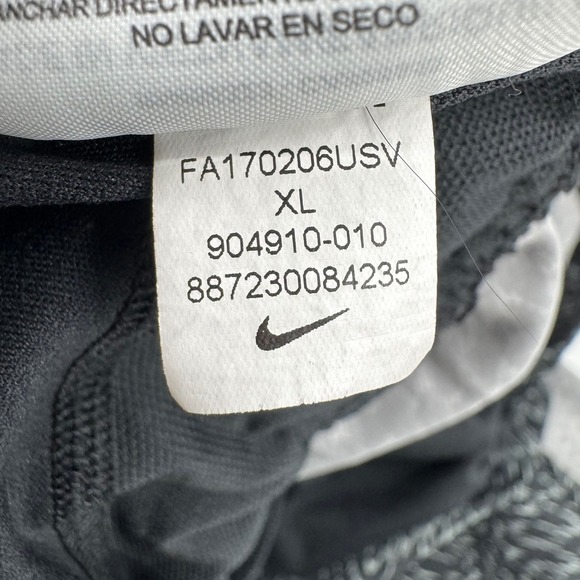 NO LAVAR EN SECO
FA170206USV
XL
904910-010
887230084235